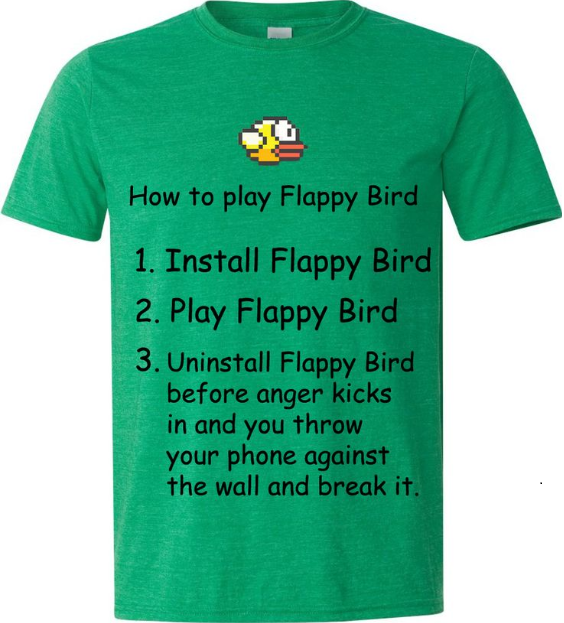 How to play Flappy Bird
1. Install Flappy Bird
2. Play Flappy Bird
3. Uninstall Flappy Bird
before anger kicks
in and you throw
your phone against
the wall and break it.